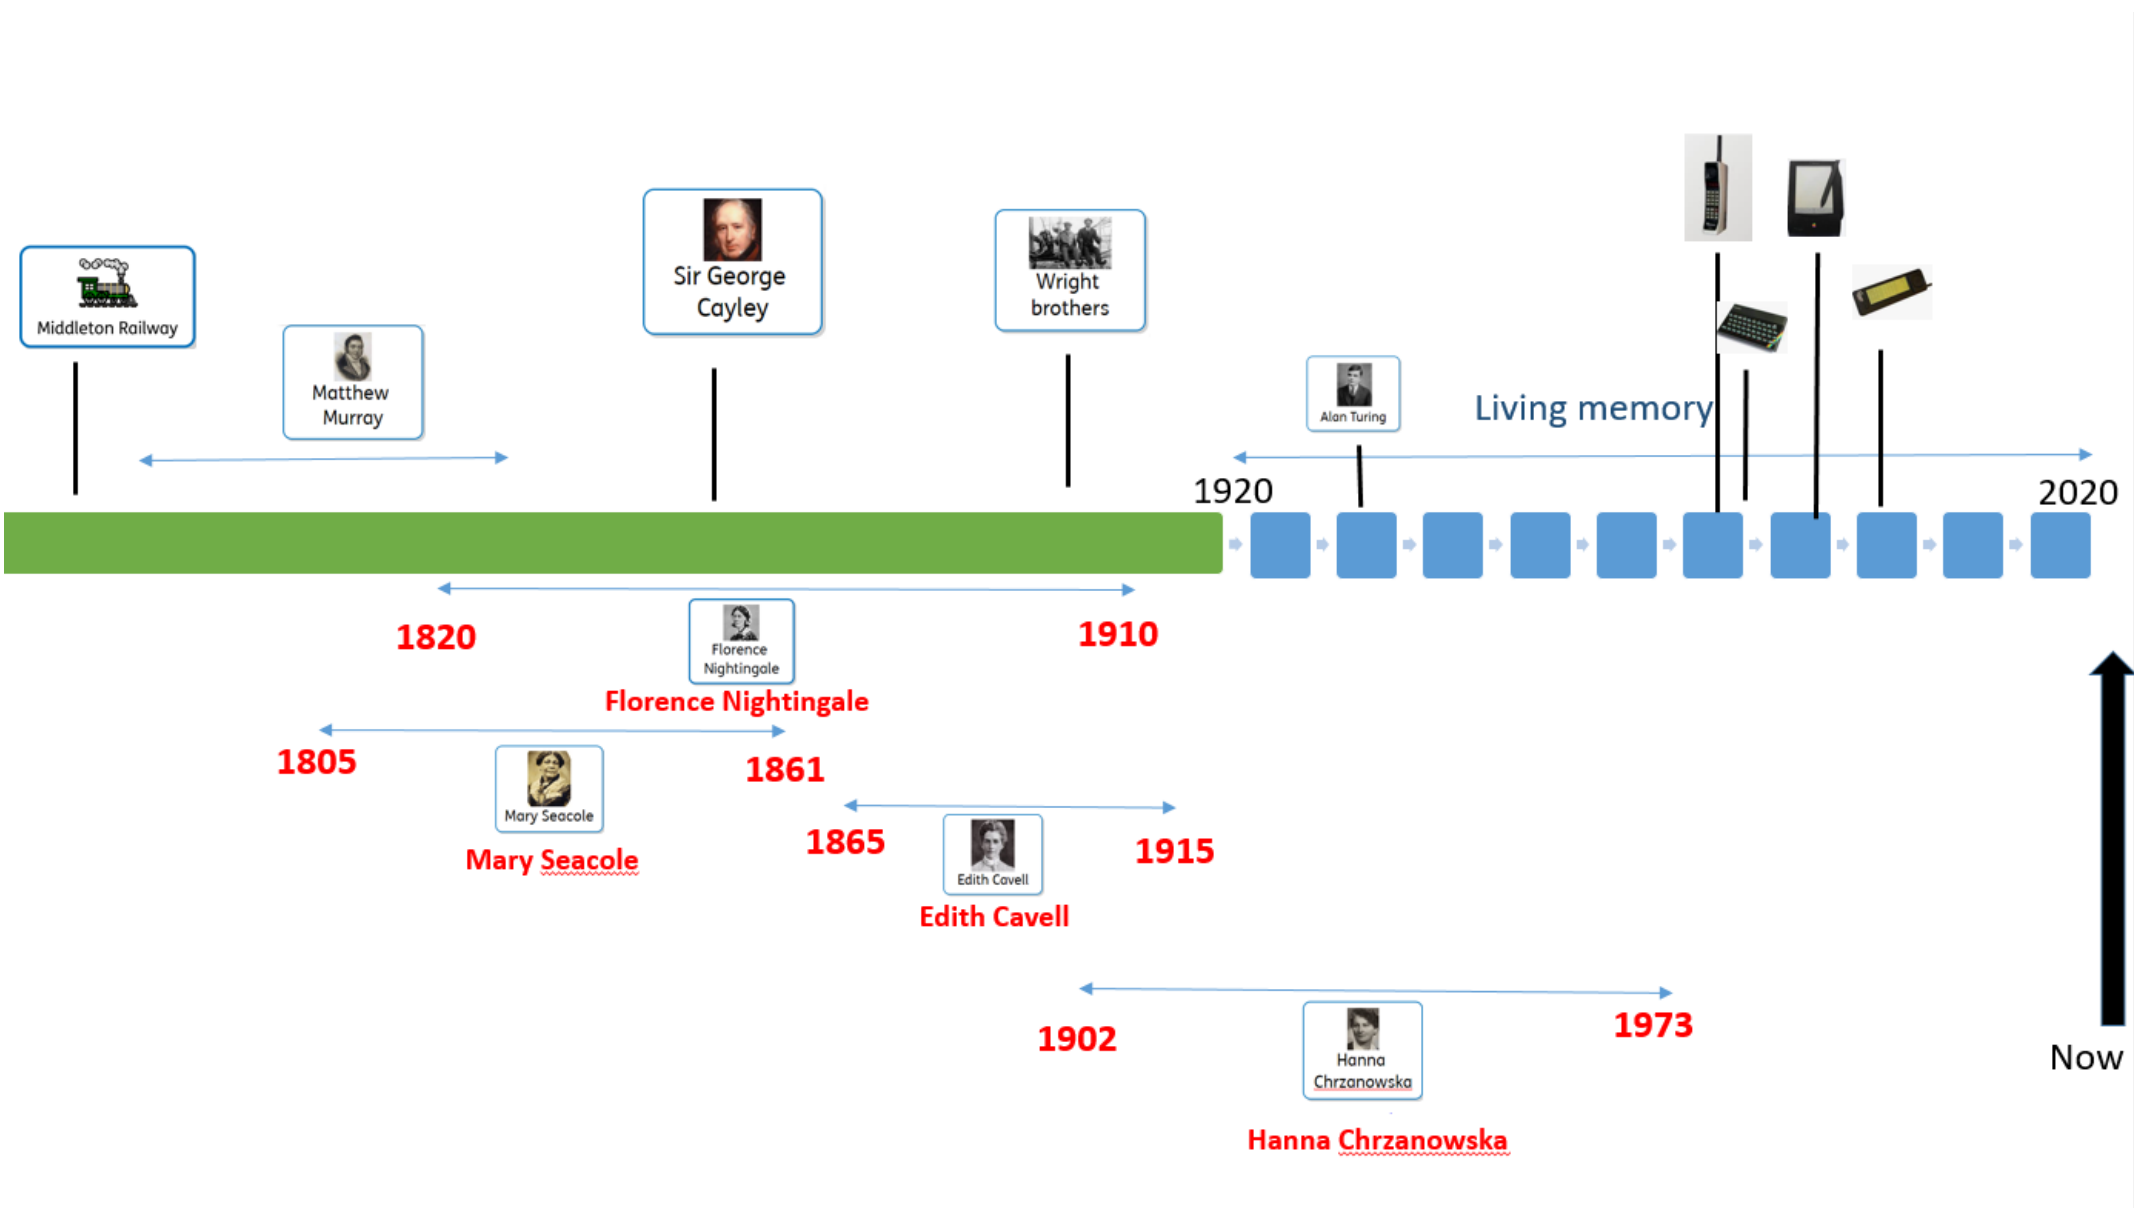 Middleton Railway
Matthew
Murray
Sir George
Cayley
Wright
brothers
Alan Turing
Living memory
1920
2020
1820
1910
Florence
Nightingale
Florence Nightingale
1805
1861
Mary Seacole
Mary Seacole
1865
1915
Edith Cavell
Edith Cavell
1902
1973
Hanna
Chrzanowska
Hanna Chrzanowska
Now